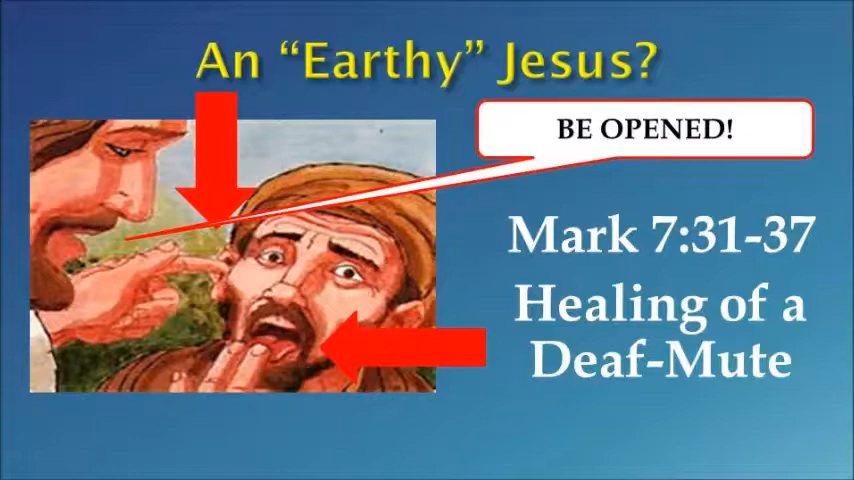 An “Earthy” Jesus?
BE OPENED!
Mark 7:31-37
Healing of a
Deaf-Mute